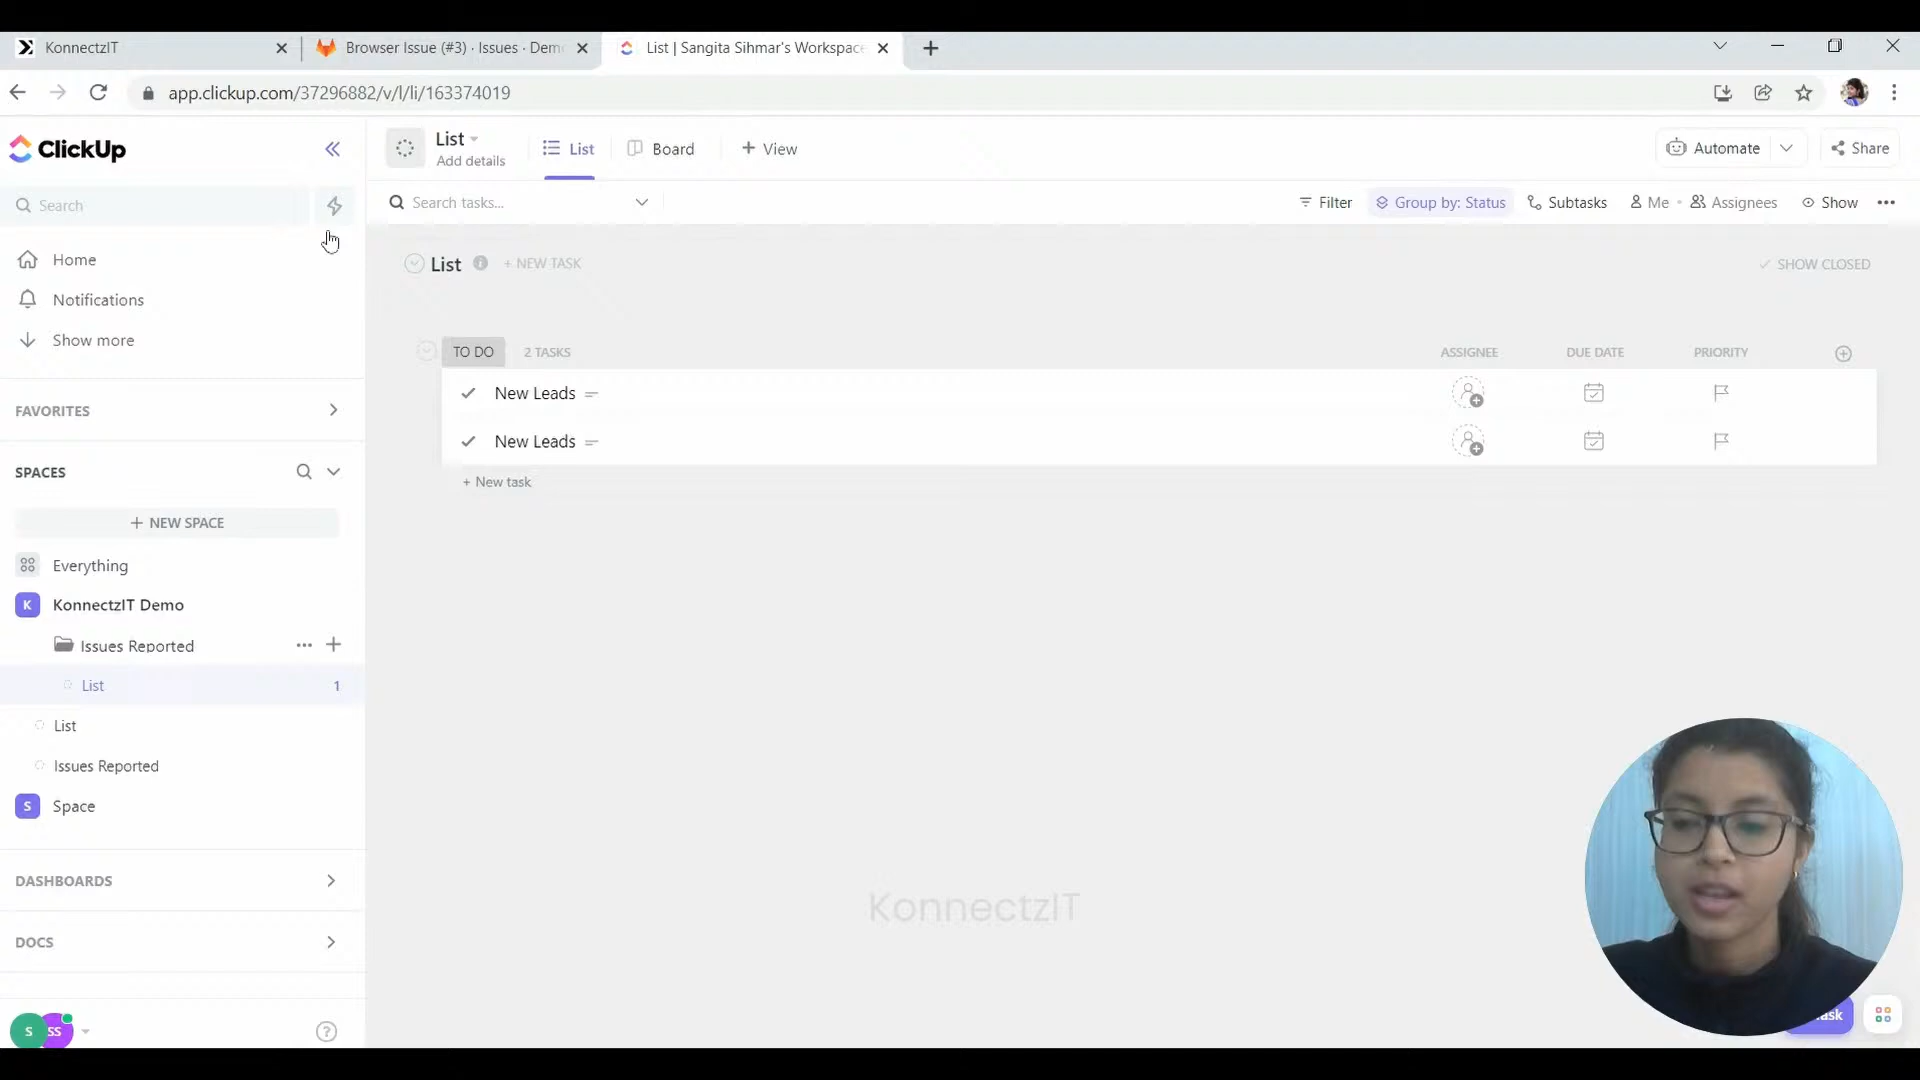 KonnectzIT
Browser Issue (#3) · Issues · Dem
List | Sangita Sihmar's Workspac
app.clickup.com/37296882/v/l/li/163374019
ClickUp
List
Add details
List
Board
+ View
Automate
Share
Search
Search tasks...
Filter
Group by: Status
Subtasks
Me
Assignees
Show
Home
Notifications
Show more
List
+ NEW TASK
SHOW CLOSED
TO DO
2 TASKS
ASSIGNEE
DUE DATE
PRIORITY
New Leads
New Leads
+ New task
FAVORITES
SPACES
+ NEW SPACE
Everything
K
KonnectzIT Demo
Issues Reported
List
1
List
Issues Reported
S
Space
DASHBOARDS
DOCS
KonnectzIT
S
SS
?